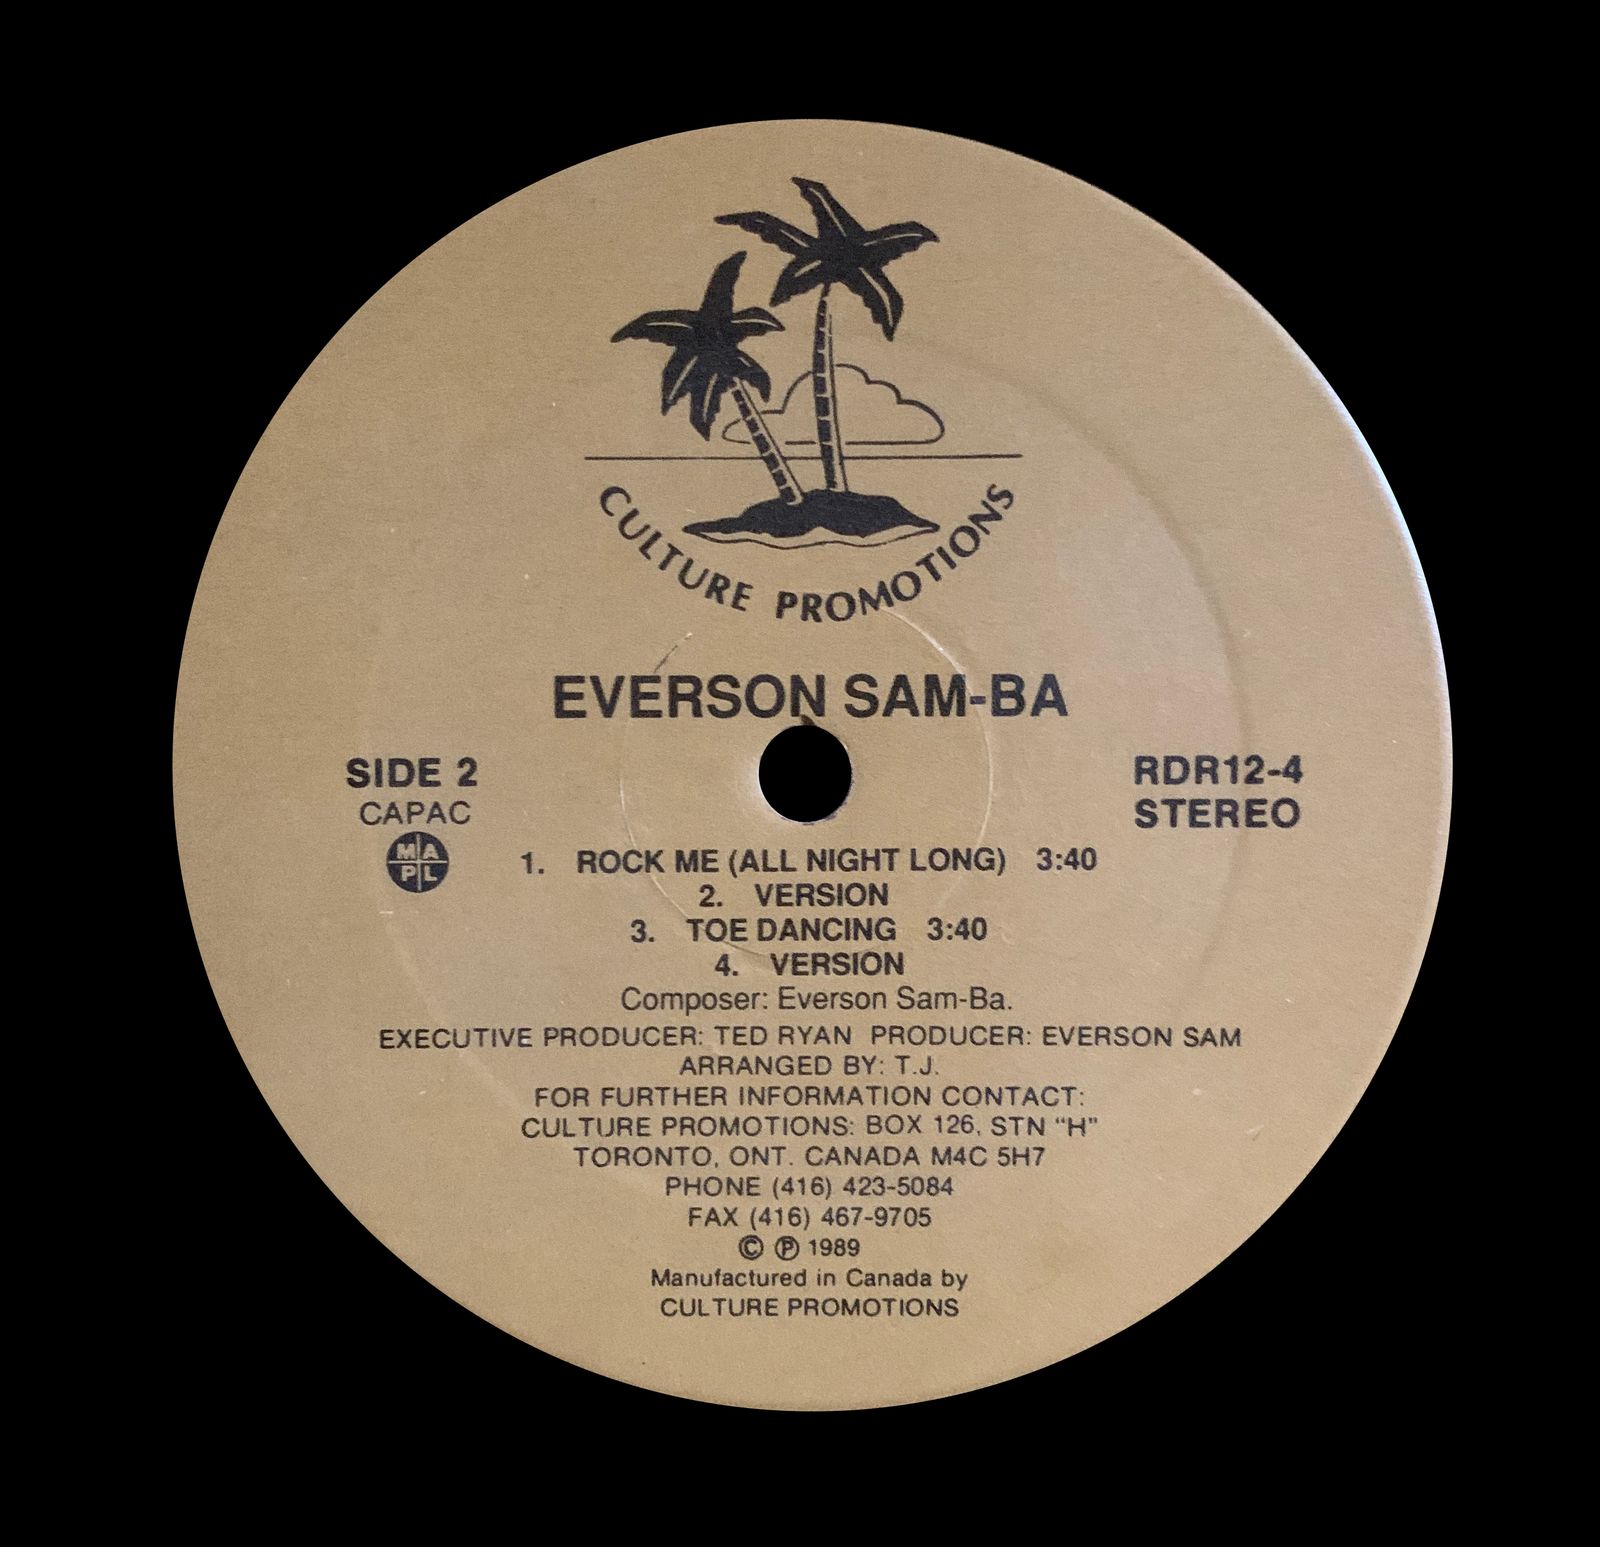 CULTURE PROMOTIONS
EVERSON SAM-BA
SIDE 2
CAPAC
MAPL
RDR12-4
STEREO
1. ROCK ME (ALL NIGHT LONG) 3:40
2. VERSION
3. TOE DANCING 3:40
4. VERSION
Composer: Everson Sam-Ba.
EXECUTIVE PRODUCER: TED RYAN PRODUCER: EVERSON SAM
ARRANGED BY: T.J.
FOR FURTHER INFORMATION CONTACT:
CULTURE PROMOTIONS: BOX 126, STN "H"
TORONTO, ONT. CANADA M4C 5H7
PHONE (416) 423-5084
FAX (416) 467-9705
© ℗ 1989
Manufactured in Canada by
CULTURE PROMOTIONS